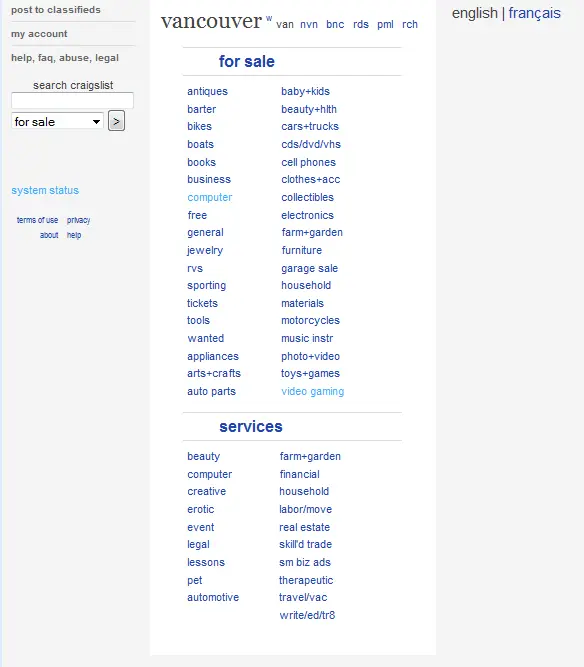 post to classifieds
my account
help, faq, abuse, legal
search craigslist
for sale >
system status
terms of use privacy
about help
vancouver w van nvn bnc rds pml rch
for sale
antiques baby+kids
barter beauty+hlth
bikes cars+trucks
boats cds/dvd/vhs
books cell phones
business clothes+acc
computer collectibles
free electronics
general farm+garden
jewelry furniture
rvs garage sale
sporting household
tickets materials
tools motorcycles
wanted music instr
appliances photo+video
arts+crafts toys+games
auto parts video gaming
services
beauty farm+garden
computer financial
creative household
erotic labor/move
event real estate
legal skill'd trade
lessons sm biz ads
pet therapeutic
automotive travel/vac
write/ed/tr8
english | français